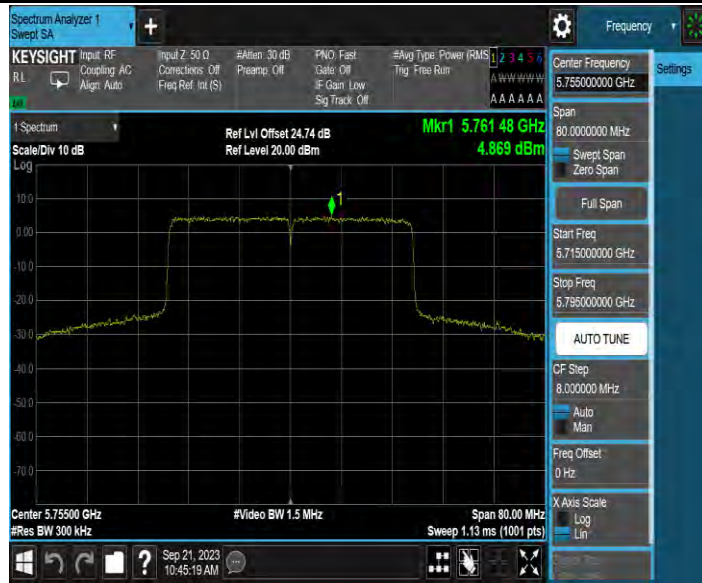 Spectrum Analyzer 1
Swept SA
+
Frequency
KEYSIGHT
RL
Input: RF
Coupling: AC
Align: Auto
Input Z: 50 Ω
Corrections: Off
Freq Ref: Int (S)
#Atten: 30 dB
Preamp: Off
PNO: Fast
Gate: Off
IF Gain: Low
Sig Track: Off
#Avg Type: Power (RMS
Trig: Free Run
1 2 3 4 5 6
A W W W W W
A A A A A A
1 Spectrum
Scale/Div 10 dB
Ref Lvl Offset 24.74 dB
Ref Level 20.00 dBm
Mkr1 5.761 48 GHz
4.869 dBm
Log
1
10.0
0.00
-10.0
-20.0
-30.0
-40.0
-50.0
-60.0
-70.0
Center 5.75500 GHz
#Res BW 300 kHz
#Video BW 1.5 MHz
Span 80.00 MHz
Sweep 1.13 ms (1001 pts)
Center Frequency
5.755000000 GHz
Settings
Span
80.0000000 MHz
Swept Span
Zero Span
Full Span
Start Freq
5.715000000 GHz
Stop Freq
5.795000000 GHz
AUTO TUNE
CF Step
8.000000 MHz
Auto
Man
Freq Offset
0 Hz
X Axis Scale
Log
Lin
?
Sep 21, 2023
10:45:19 AM